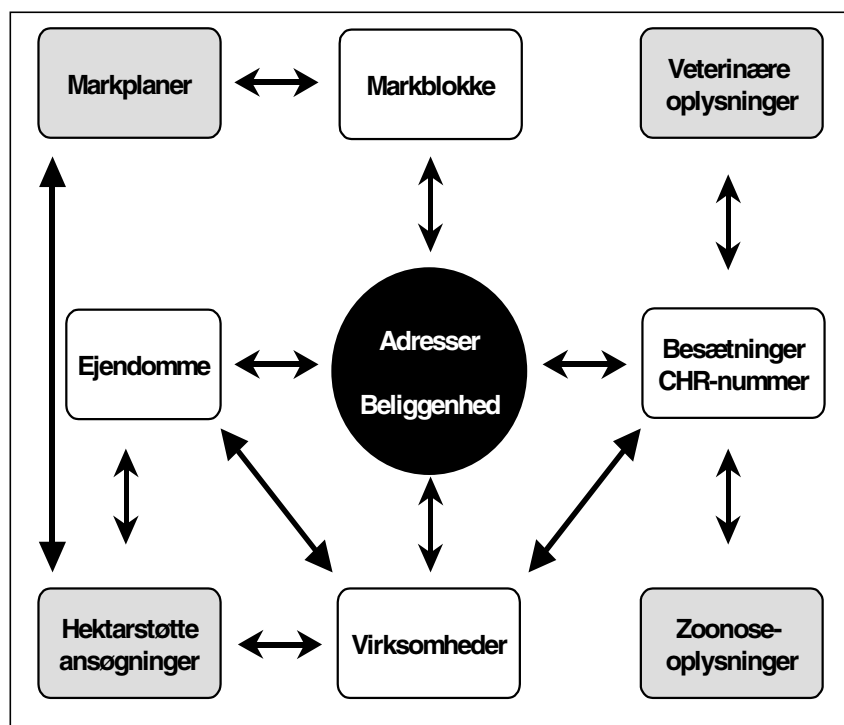 Markplaner
Markblokke
Veterinære
oplysninger
Ejendomme
Adresser
Beliggenhed
Besætninger
CHR-nummer
Hektarstøtte
ansøgninger
Virksomheder
Zoonose-
oplysninger